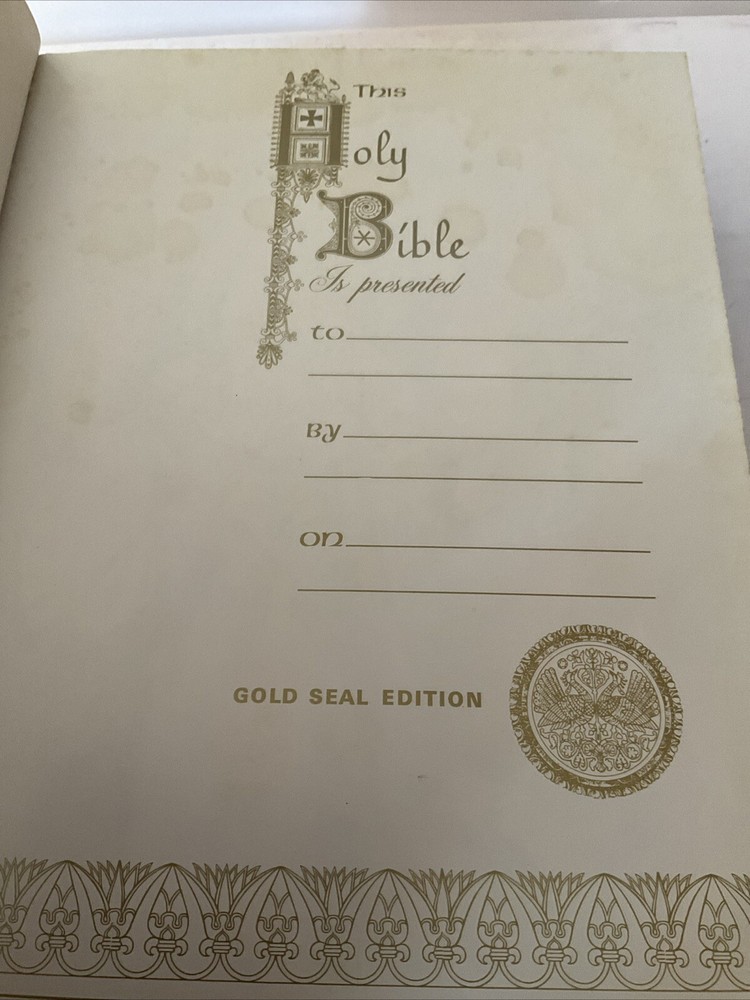 This
Holy
Bible
Is presented
to
By
on
GOLD SEAL EDITION